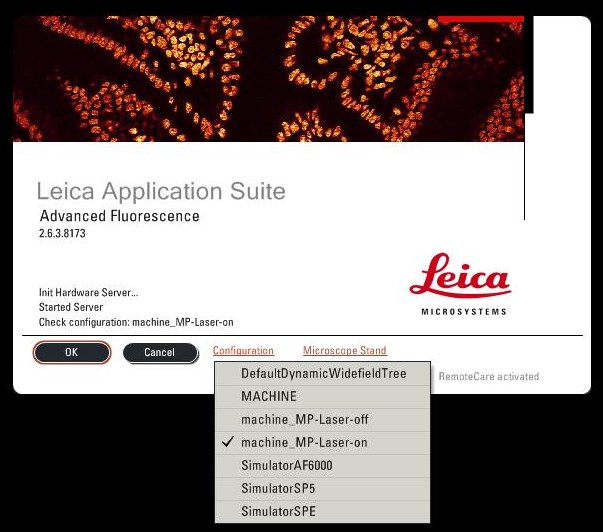 Leica Application Suite
Advanced Fluorescence
2.6.3.8173
Leica
MICROSYSTEMS
Init Hardware Server...
Started Server
Check configuration: machine_MP-Laser-on
OK Cancel Configuration Microscope Stand
RemoteCare activated
DefaultDynamicWidefieldTree
MACHINE
machine_MP-Laser-off
machine_MP-Laser-on
SimulatorAF6000
SimulatorSP5
SimulatorSPE